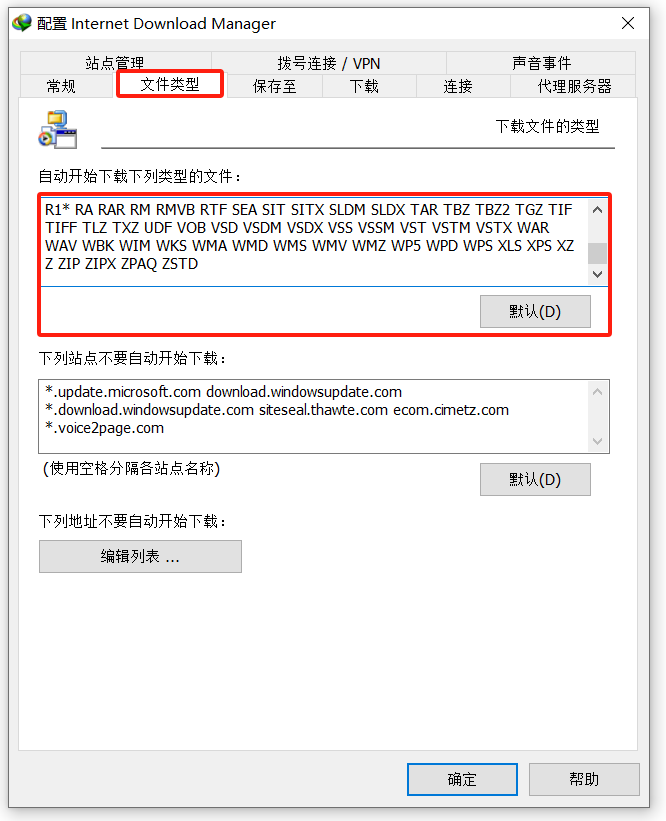 配置 Internet Download Manager
站点管理 拨号连接 / VPN 声音事件
常规 文件类型 保存至 下载 连接 代理服务器
下载文件的类型
自动开始下载下列类型的文件：
R1* RA RAR RM RMVB RTF SEA SIT SITX SLDM SLDX TAR TBZ TBZ2 TGZ TIF
TIFF TLZ TXZ UDF VOB VSD VSDM VSDX VSS VSSM VST VSTM VSTX WAR
WAV WBK WIM WKS WMA WMD WMS WMV WMZ WP5 WPD WPS XLS XPS XZ
Z ZIP ZIPX ZPAQ ZSTD
默认(D)
下列站点不要自动开始下载：
*.update.microsoft.com download.windowsupdate.com
*.download.windowsupdate.com siteseal.thawte.com ecom.cimetz.com
*.voice2page.com
(使用空格分隔各站点名称)
默认(D)
下列地址不要自动开始下载：
编辑列表 ...
确定 帮助